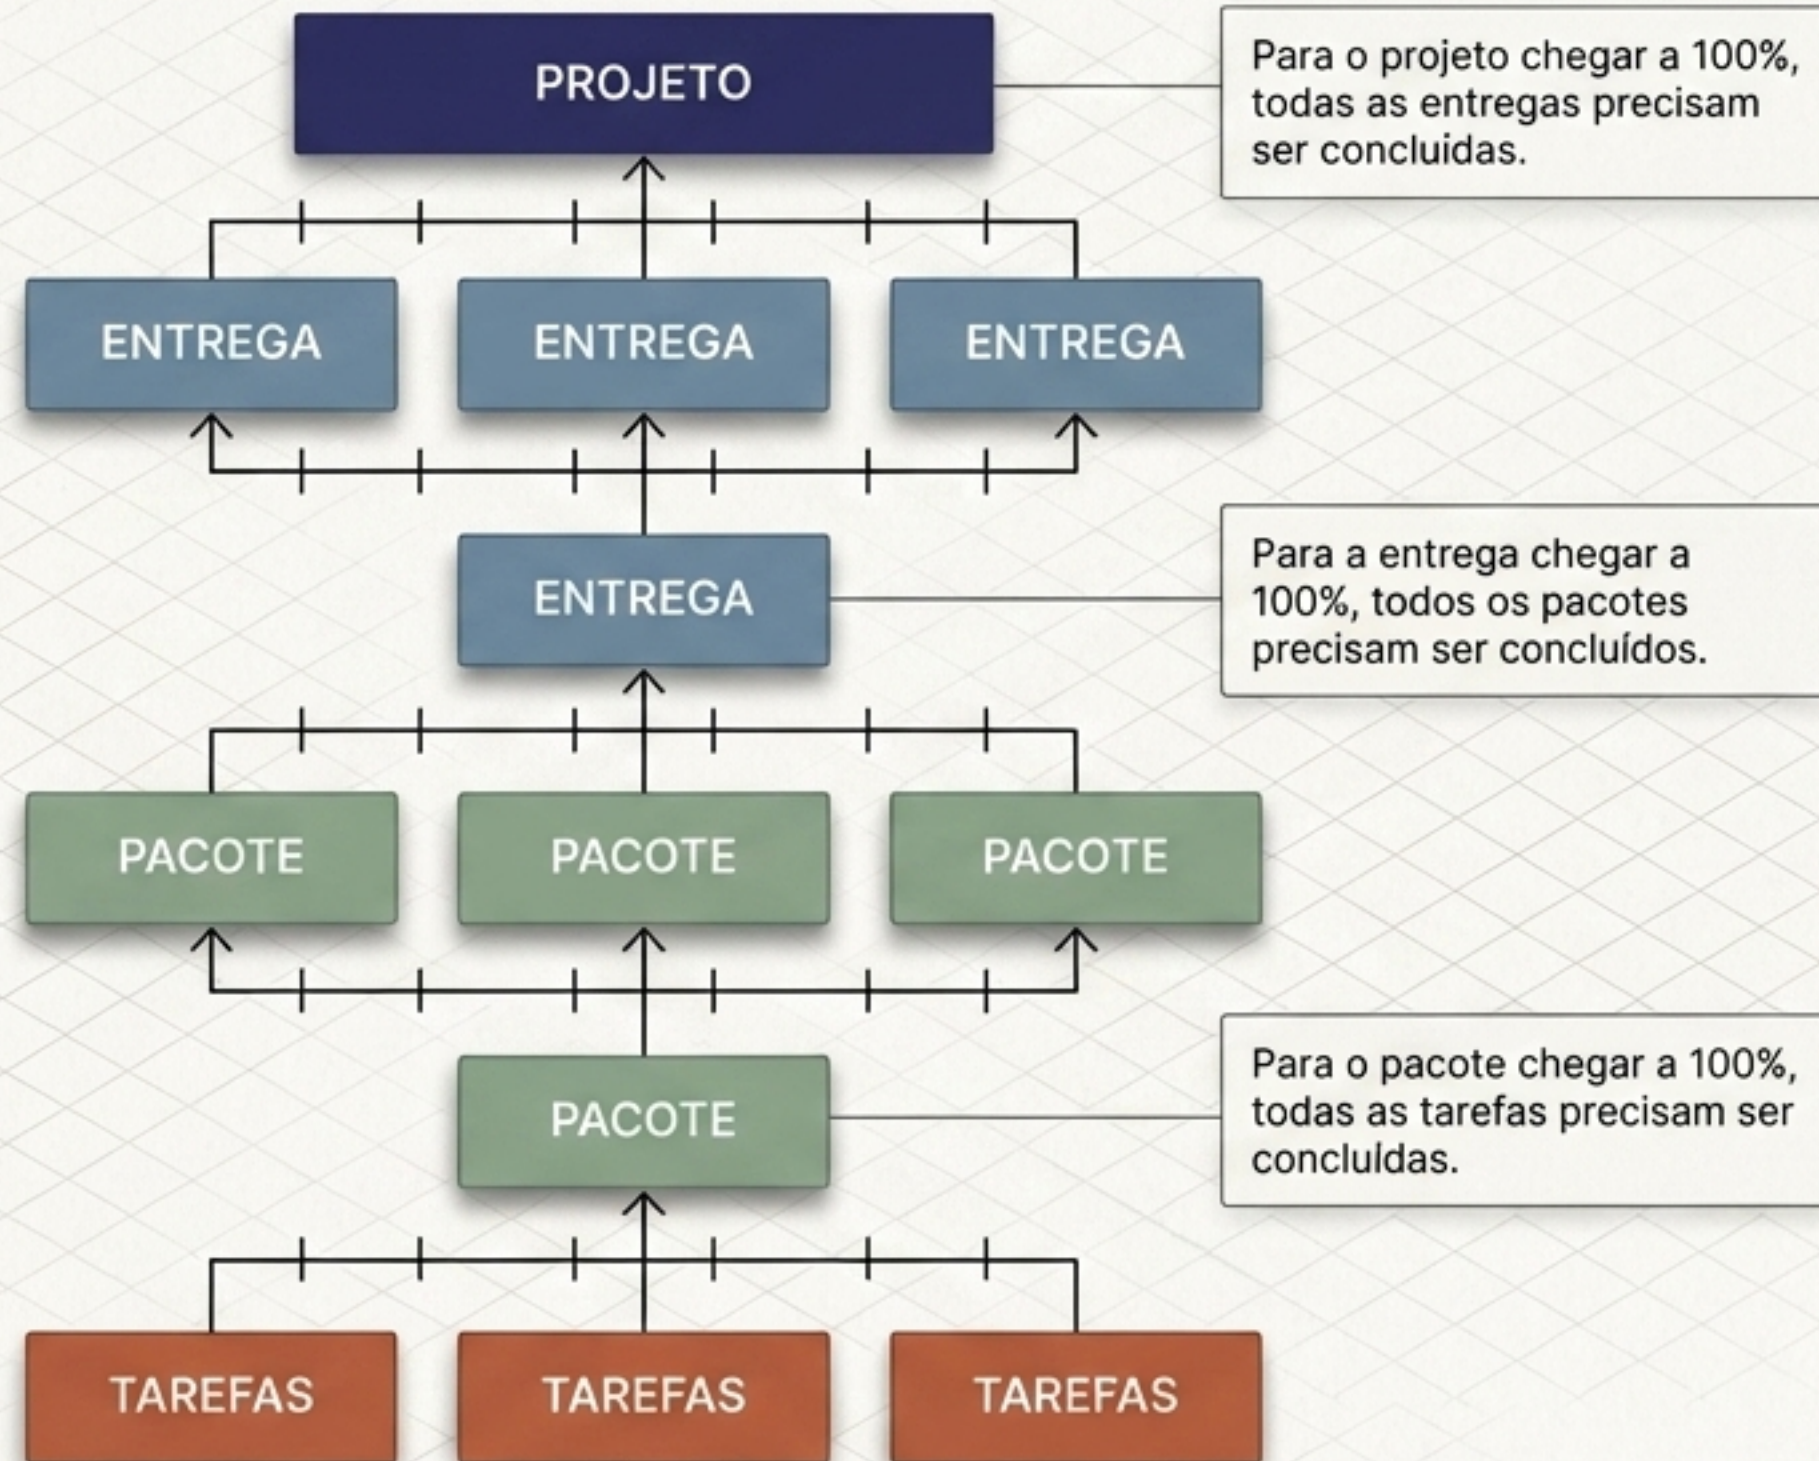 PROJETO
Para o projeto chegar a 100%,
todas as entregas precisam
ser concluidas.
ENTREGA
ENTREGA
ENTREGA
ENTREGA
Para a entrega chegar a
100%, todos os pacotes
precisam ser concluídos.
PACOTE
PACOTE
PACOTE
PACOTE
Para o pacote chegar a 100%,
todas as tarefas precisam ser
concluídas.
TAREFAS
TAREFAS
TAREFAS